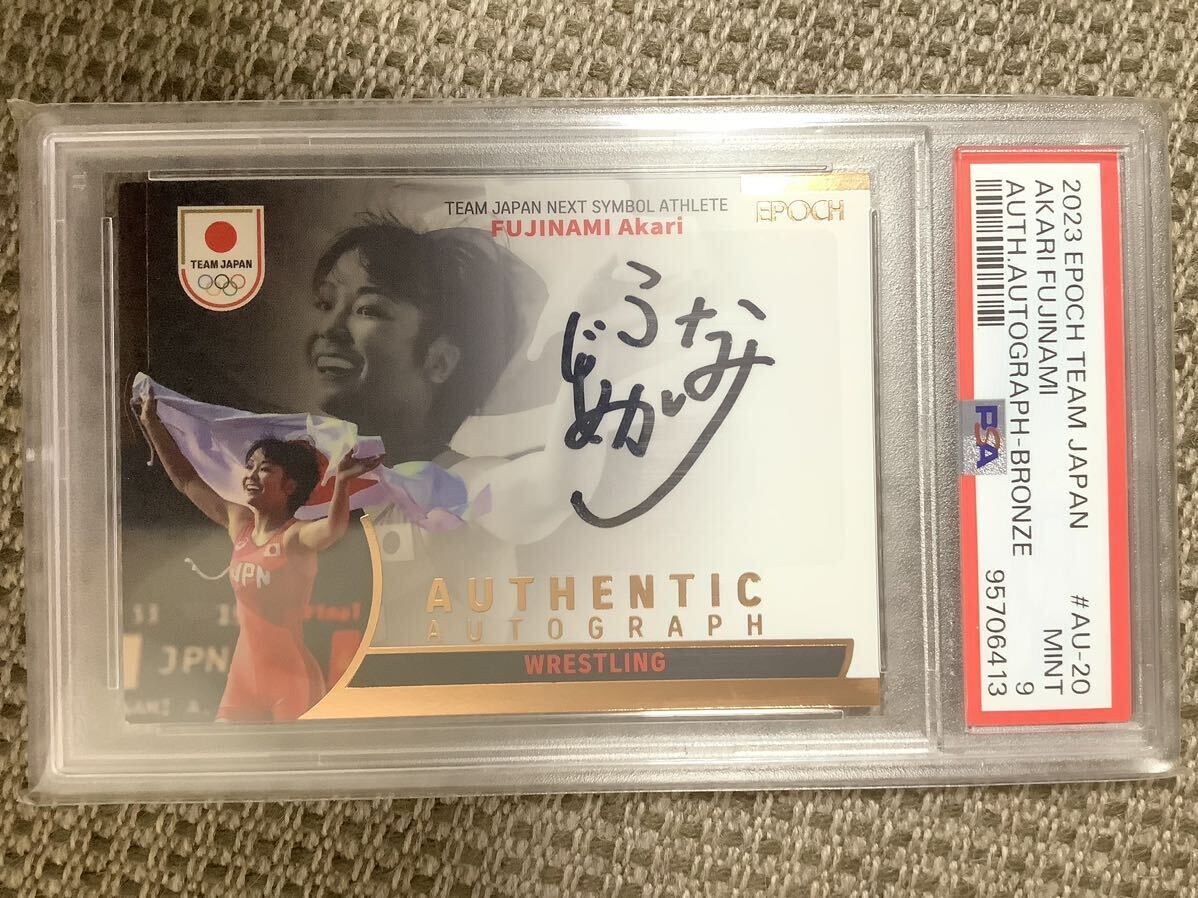 TEAM JAPAN NEXT SYMBOL ATHLETE
FUJINAMI Akari
EPOCH
TEAM JAPAN
ふじなみ
あかり
JPN
JPN
AUTHENTIC
AUTOGRAPH
WRESTLING
2023 EPOCH TEAM JAPAN #AU-20
AKARI FUJINAMI MINT
AUTH.AUTOGRAPH-BRONZE 9
95706413
PSA